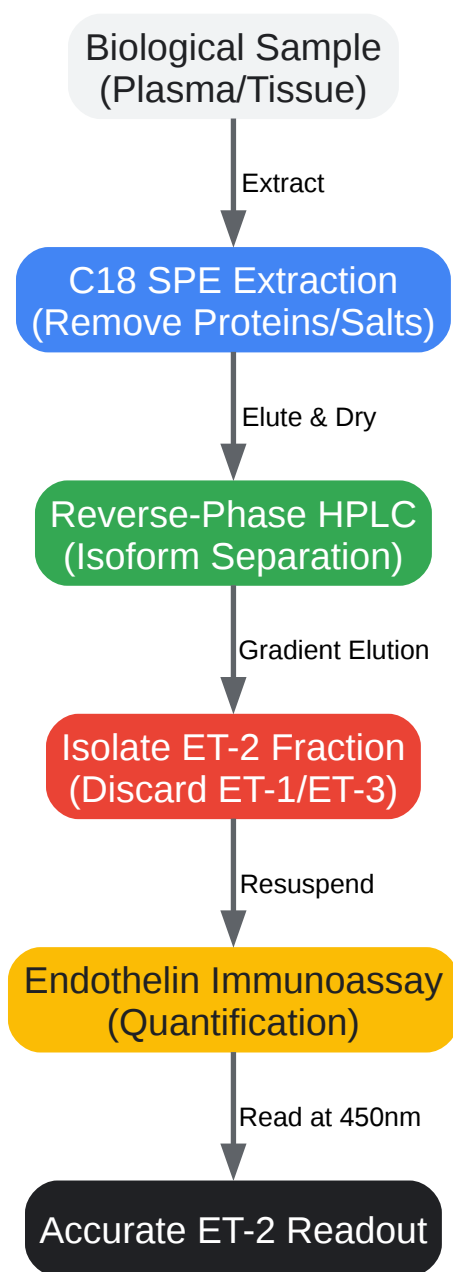 Biological Sample
(Plasma/Tissue)
Extract
C18 SPE Extraction
(Remove Proteins/Salts)
Elute & Dry
Reverse-Phase HPLC
(Isoform Separation)
Gradient Elution
Isolate ET-2 Fraction
(Discard ET-1/ET-3)
Resuspend
Endothelin Immunoassay
(Quantification)
Read at 450nm
Accurate ET-2 Readout